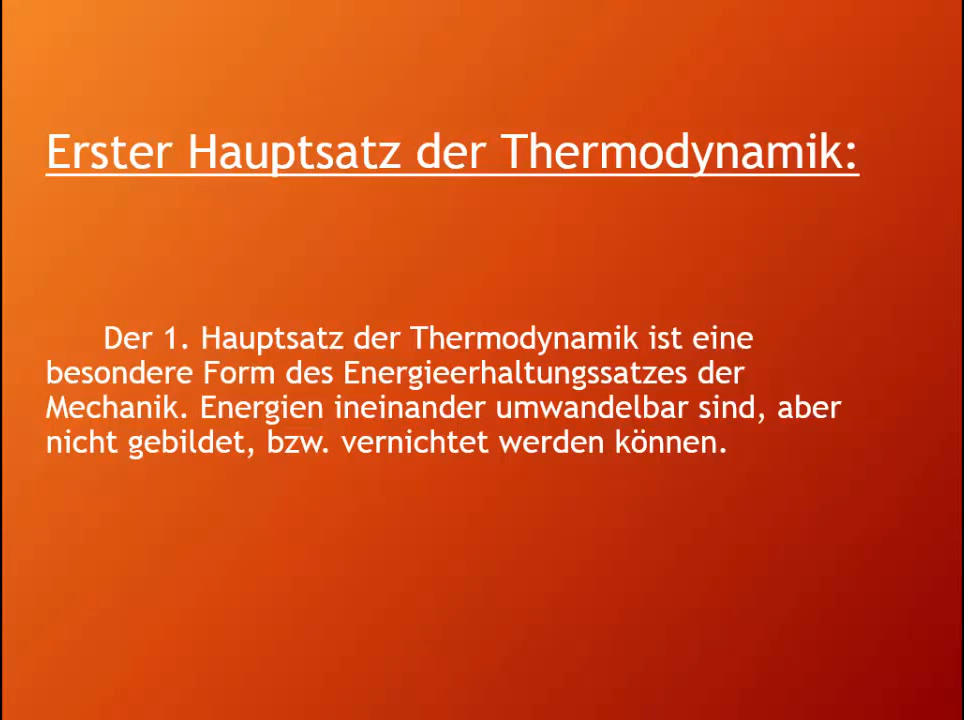 Erster Hauptsatz der Thermodynamik:
Der 1. Hauptsatz der Thermodynamik ist eine
besondere Form des Energieerhaltungssatzes der
Mechanik. Energien ineinander umwandelbar sind, aber
nicht gebildet, bzw. vernichtet werden können.